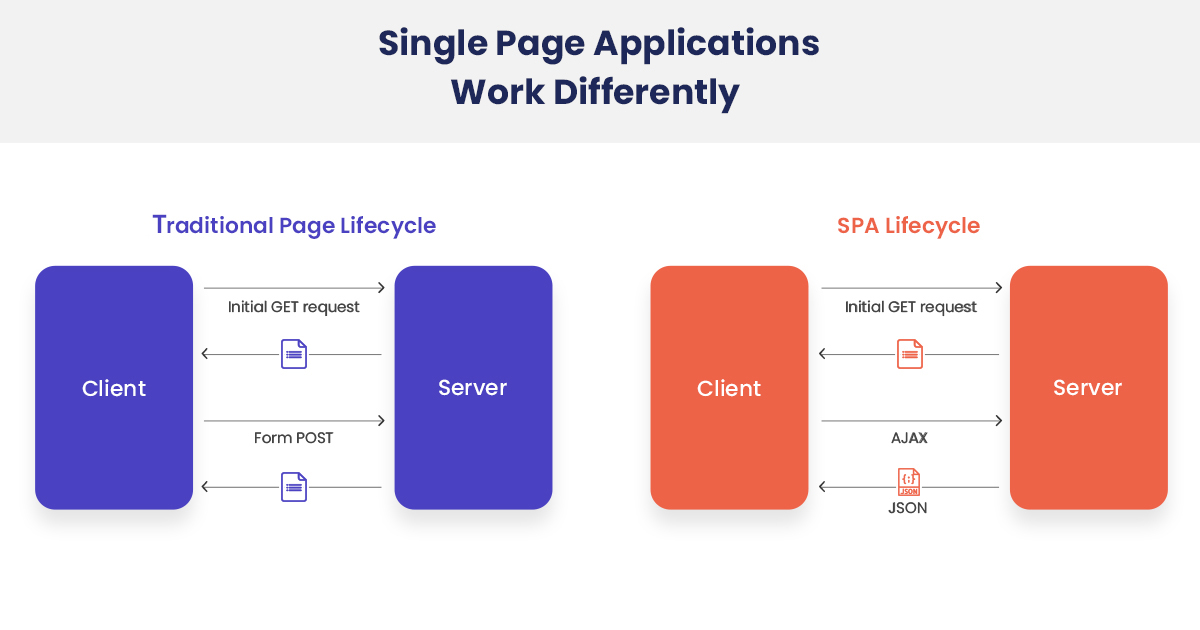 Single Page Applications
Work Differently
Traditional Page Lifecycle
Client
Initial GET request
Form POST
Server
SPA Lifecycle
Client
Initial GET request
AJAX
{;}
JSON
JSON
Server